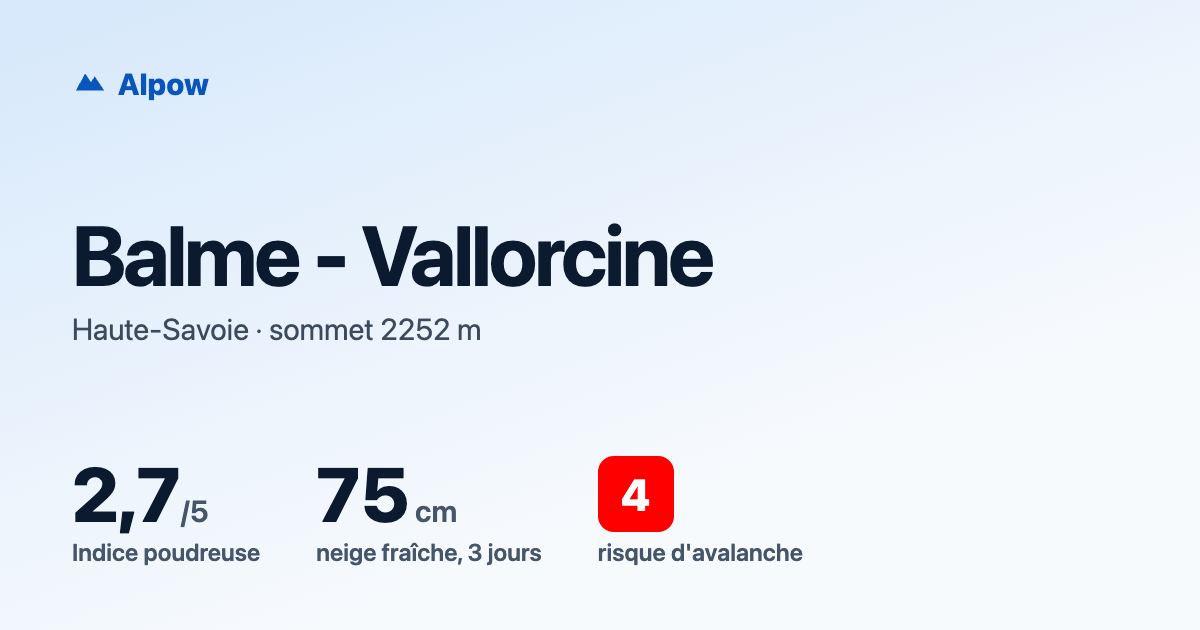 Alpow
Balme - Vallorcine
Haute-Savoie · sommet 2252 m
2,7/5
Indice poudreuse
75 cm
neige fraîche, 3 jours
4
risque d'avalanche